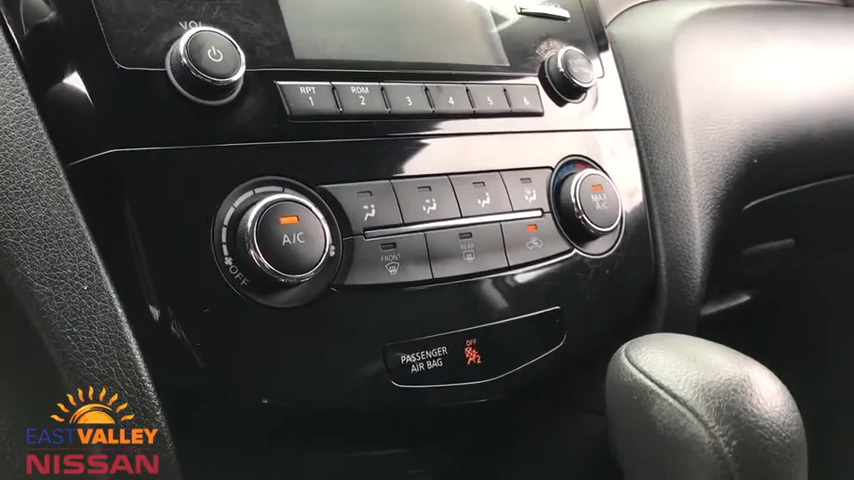 VOL
RPT
1
RDM
2
3
4
5
6
A/C
OFF
MAX
A/C
FRONT
REAR
PASSENGER
AIR BAG
OFF
2
EAST VALLEY
NISSAN